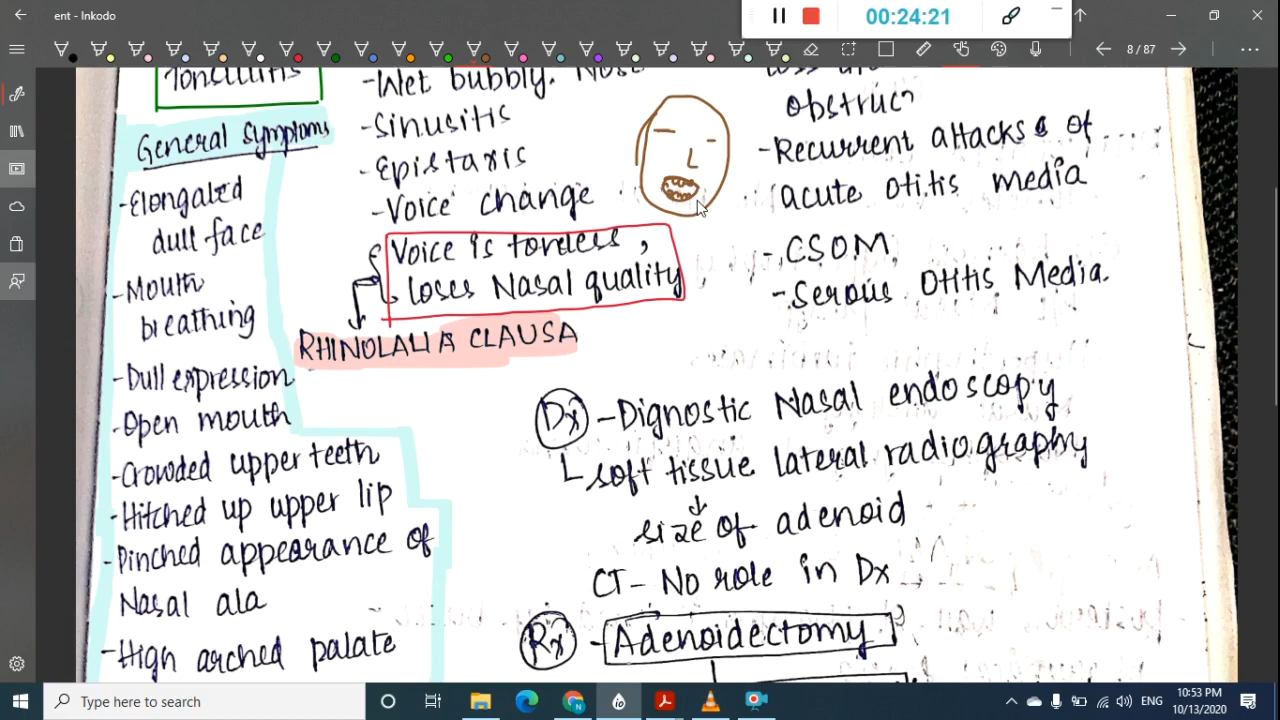 ent - Inkodo
00:24:21
8 / 87
Tonsilitis
General Symptoms
-Elongated
dull face
-Mouth
breathing
-Dull expression
-Open mouth
-Crowded upper teeth
-Hitched up upper lip
-Pinched appearance of
Nasal ala
-High arched palate
-Wet bubbly. Nose
-Sinusitis
-Epistaxis
-Voice change
Voice is toneless,
loses Nasal quality
RHINOLALIA CLAUSA
obstrucn
-Recurrent attacks of
acute otitis media
-CSOM
-Serous Otitis Media.
Dx -Dignostic Nasal endoscopy
soft tissue lateral radiography
size of adenoid
CT- No role in Dx
Rx - Adenoidectomy
Type here to search
ENG
10:53 PM
10/13/2020